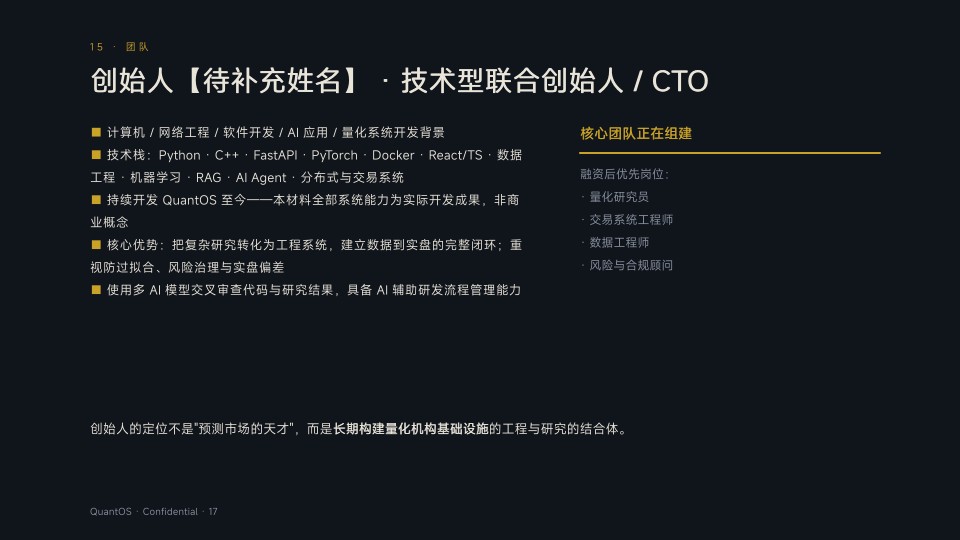 15 · 团队
创始人【待补充姓名】 · 技术型联合创始人 / CTO
■ 计算机 / 网络工程 / 软件开发 / AI 应用 / 量化系统开发背景
■ 技术栈：Python · C++ · FastAPI · PyTorch · Docker · React/TS · 数据
工程 · 机器学习 · RAG · AI Agent · 分布式与交易系统
■ 持续开发 QuantOS 至今——本材料全部系统能力为实际开发成果，非商
业概念
■ 核心优势：把复杂研究转化为工程系统，建立数据到实盘的完整闭环；重
视防过拟合、风险治理与实盘偏差
■ 使用多 AI 模型交叉审查代码与研究结果，具备 AI 辅助研发流程管理能力
核心团队正在组建
融资后优先岗位：
· 量化研究员
· 交易系统工程师
· 数据工程师
· 风险与合规顾问
创始人的定位不是"预测市场的天才"，而是长期构建量化机构基础设施的工程与研究的结合体。
QuantOS · Confidential · 17